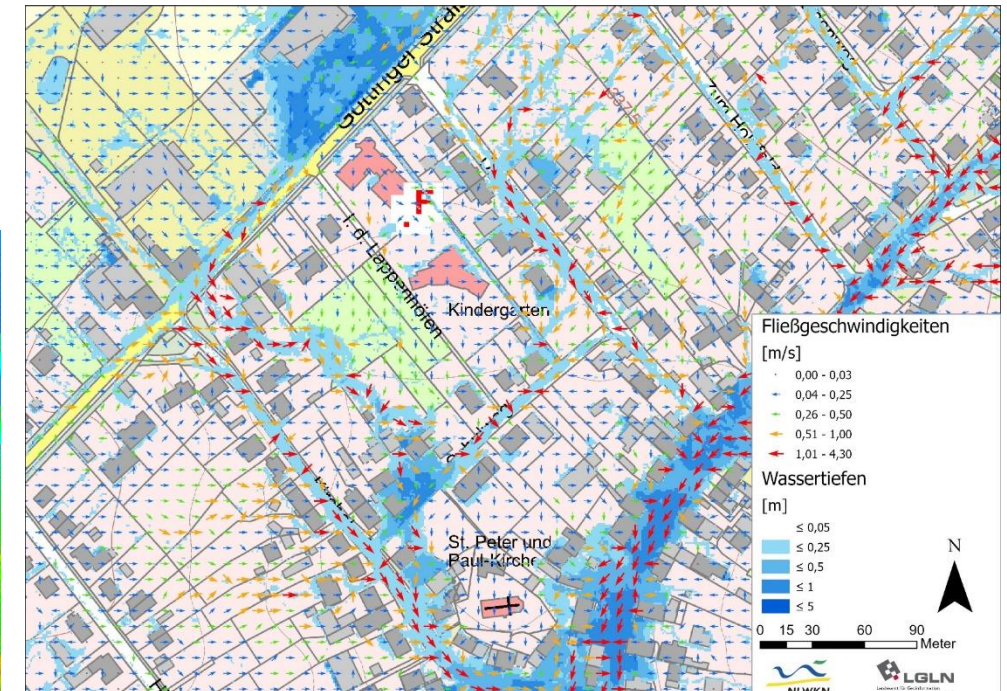 Göttinger Straße
F
I. d. Lappenhöfen
Kindergarten
St. Peter und
Paul-Kirche
Fließgeschwindigkeiten
[m/s]
0,00 - 0,03
0,04 - 0,25
0,26 - 0,50
0,51 - 1,00
1,01 - 4,30
Wassertiefen
[m]
≤ 0,05
≤ 0,25
≤ 0,5
≤ 1
≤ 5
N
0 15 30 60 90
Meter
NLWKN
LGLN